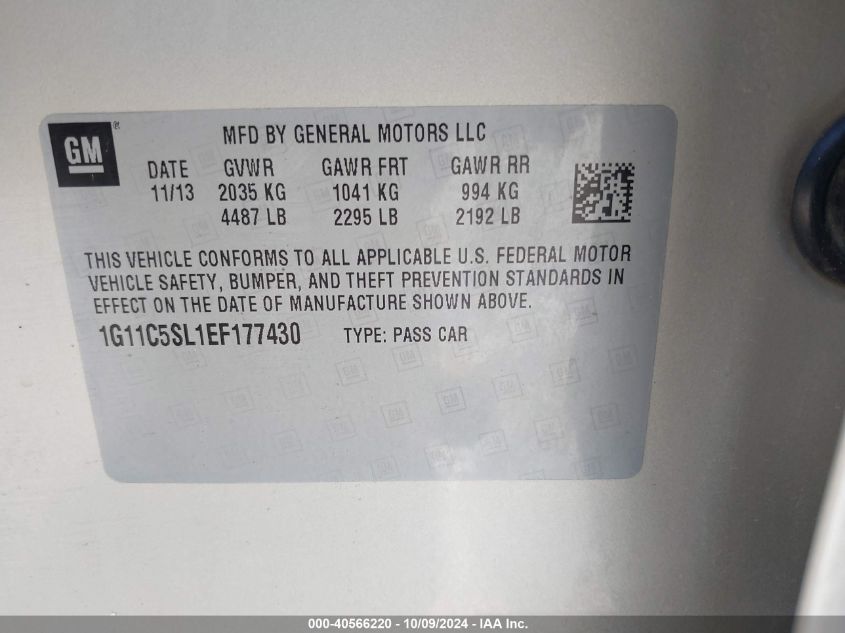 GM ®
MFD BY GENERAL MOTORS LLC
DATE GVWR GAWR FRT GAWR RR
11/13 2035 KG 1041 KG 994 KG
4487 LB 2295 LB 2192 LB
THIS VEHICLE CONFORMS TO ALL APPLICABLE U.S. FEDERAL MOTOR
VEHICLE SAFETY, BUMPER, AND THEFT PREVENTION STANDARDS IN
EFFECT ON THE DATE OF MANUFACTURE SHOWN ABOVE.
1G11C5SL1EF177430 TYPE: PASS CAR
000-40566220 - 10/09/2024 - IAA Inc.